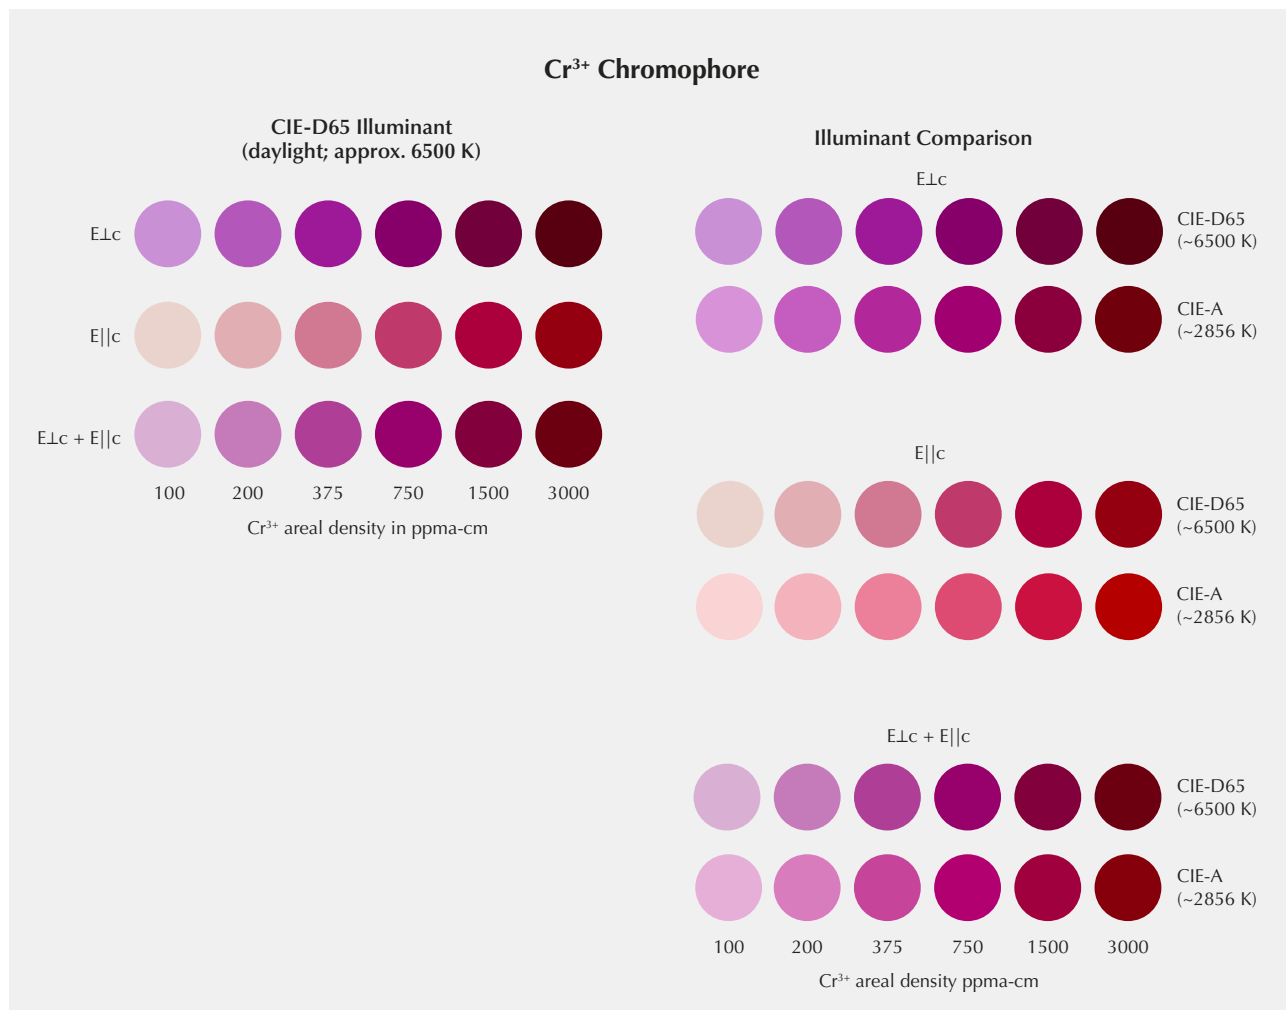 Cr³⁺ Chromophore
CIE-D65 Illuminant
(daylight; approx. 6500 K)
E⊥c
E||c
E⊥c + E||c
100 200 375 750 1500 3000
Cr³⁺ areal density in ppma-cm
Illuminant Comparison
E⊥c
CIE-D65
(~6500 K)
CIE-A
(~2856 K)
E||c
CIE-D65
(~6500 K)
CIE-A
(~2856 K)
E⊥c + E||c
CIE-D65
(~6500 K)
CIE-A
(~2856 K)
100 200 375 750 1500 3000
Cr³⁺ areal density ppma-cm